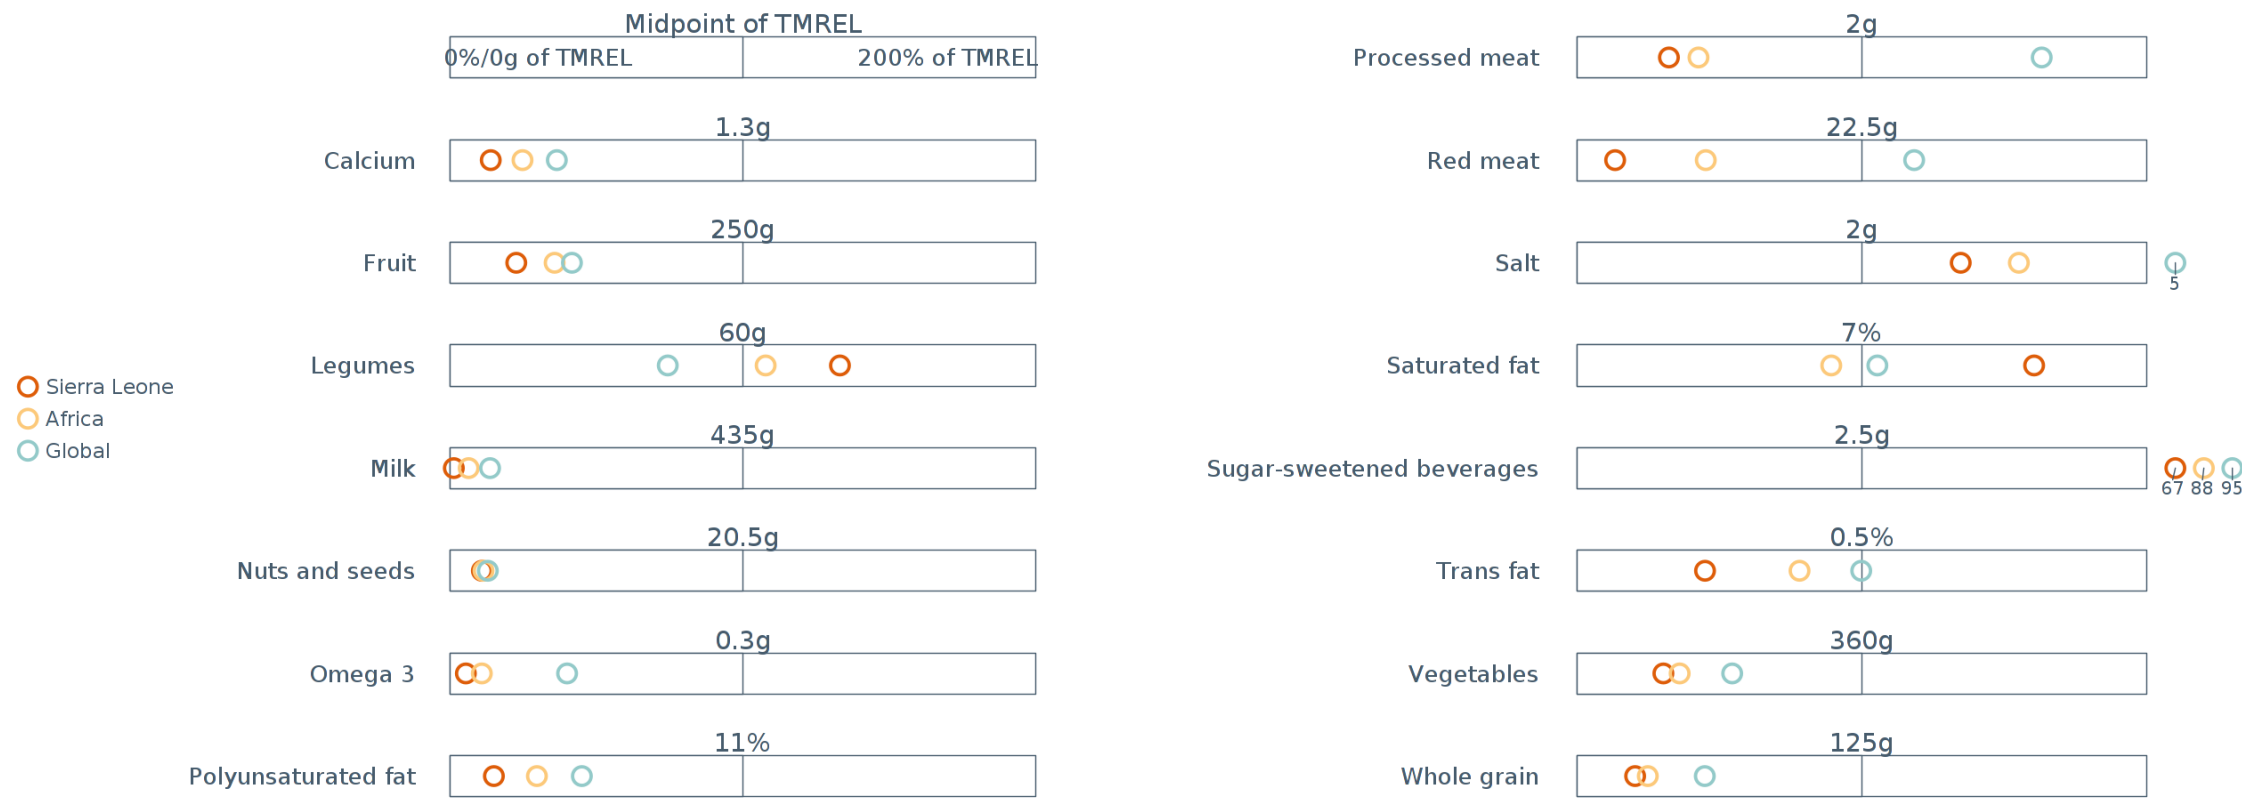 Midpoint of TMREL
0%/0g of TMREL
200% of TMREL
1.3g
Calcium
250g
Fruit
60g
Legumes
435g
Milk
20.5g
Nuts and seeds
0.3g
Omega 3
11%
Polyunsaturated fat
Sierra Leone
Africa
Global
2g
Processed meat
22.5g
Red meat
2g
Salt
5
7%
Saturated fat
2.5g
Sugar-sweetened beverages
67 88 95
0.5%
Trans fat
360g
Vegetables
125g
Whole grain